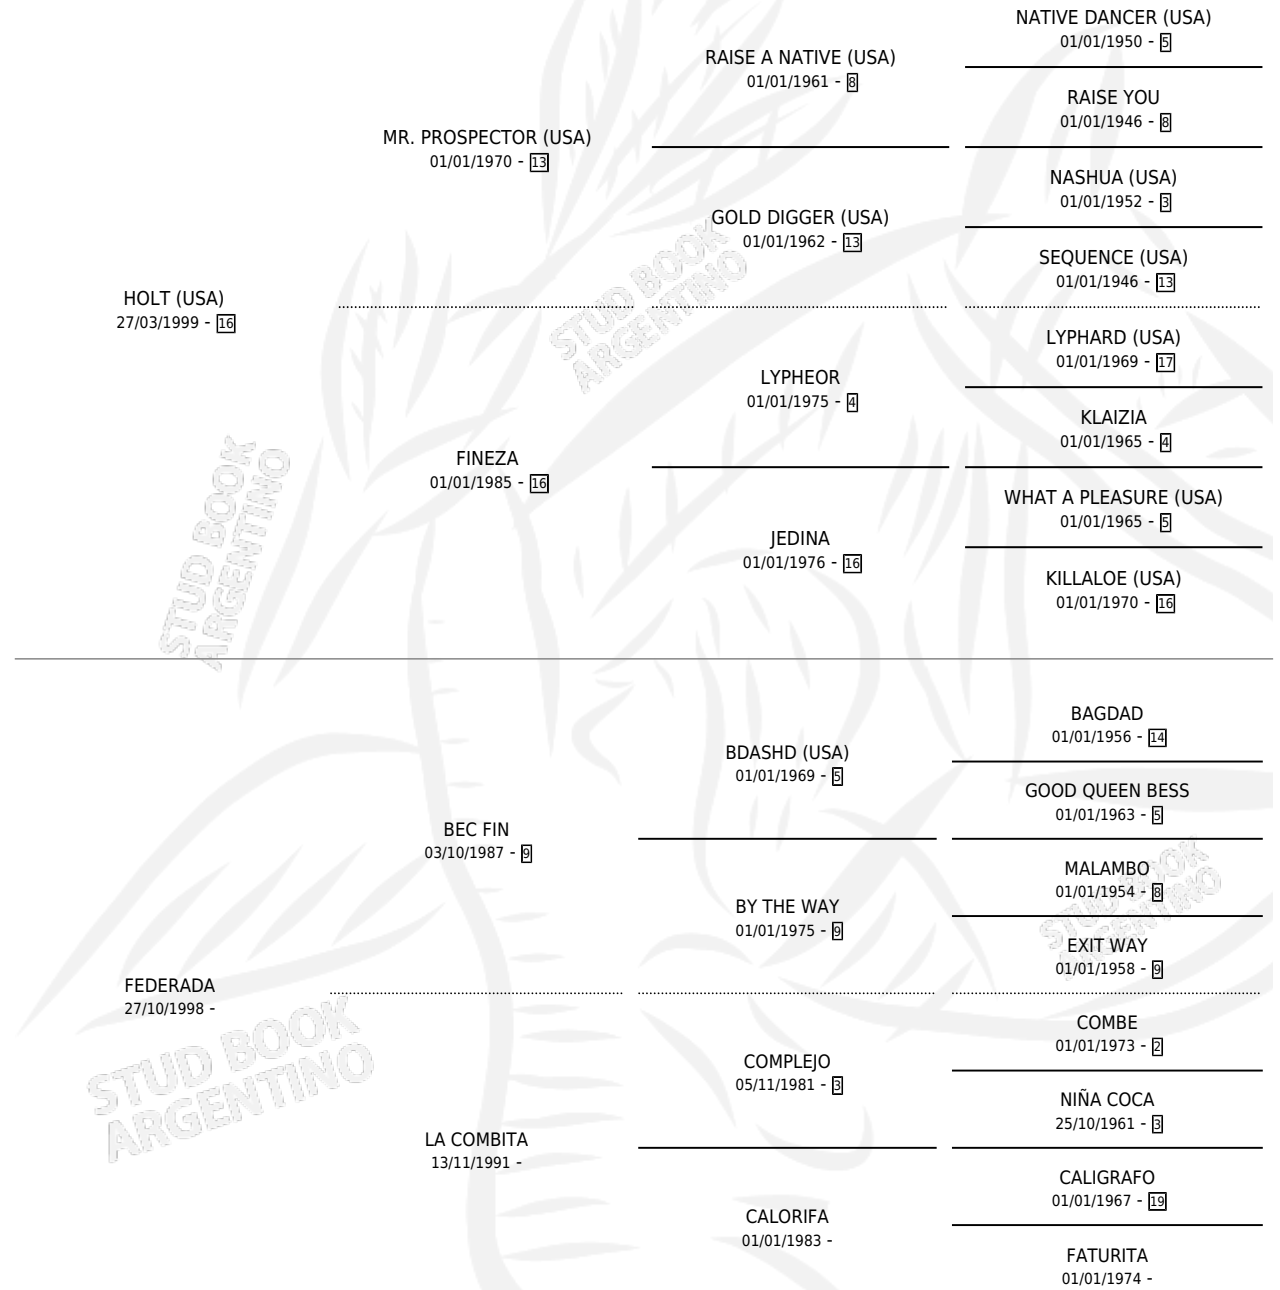 NATIVE DANCER (USA)
01/01/1950 - 5
RAISE A NATIVE (USA)
01/01/1961 - 8
RAISE YOU
01/01/1946 - 8
MR. PROSPECTOR (USA)
01/01/1970 - 13
NASHUA (USA)
01/01/1952 - 3
GOLD DIGGER (USA)
01/01/1962 - 13
SEQUENCE (USA)
01/01/1946 - 13
HOLT (USA)
27/03/1999 - 16
STUD BOOK
ARGENTINO
LYPHARD (USA)
01/01/1969 - 17
LYPHEOR
01/01/1975 - 4
KLAIZIA
01/01/1965 - 4
FINEZA
01/01/1985 - 16
WHAT A PLEASURE (USA)
01/01/1965 - 5
JEDINA
01/01/1976 - 16
KILLALOE (USA)
01/01/1970 - 16
STUD BOOK
ARGENTINO
BAGDAD
01/01/1956 - 14
BDASHD (USA)
01/01/1969 - 5
GOOD QUEEN BESS
01/01/1963 - 5
BEC FIN
03/10/1987 - 9
MALAMBO
01/01/1954 - 8
BY THE WAY
01/01/1975 - 9
EXIT WAY
01/01/1958 - 9
STUD BOOK
ARGENTINO
FEDERADA
27/10/1998 -
COMBE
01/01/1973 - 2
COMPLEJO
05/11/1981 - 3
NIÑA COCA
25/10/1961 - 3
STUD BOOK
ARGENTINO
LA COMBITA
13/11/1991 -
CALIGRAFO
01/01/1967 - 19
CALORIFA
01/01/1983 -
FATURITA
01/01/1974 -